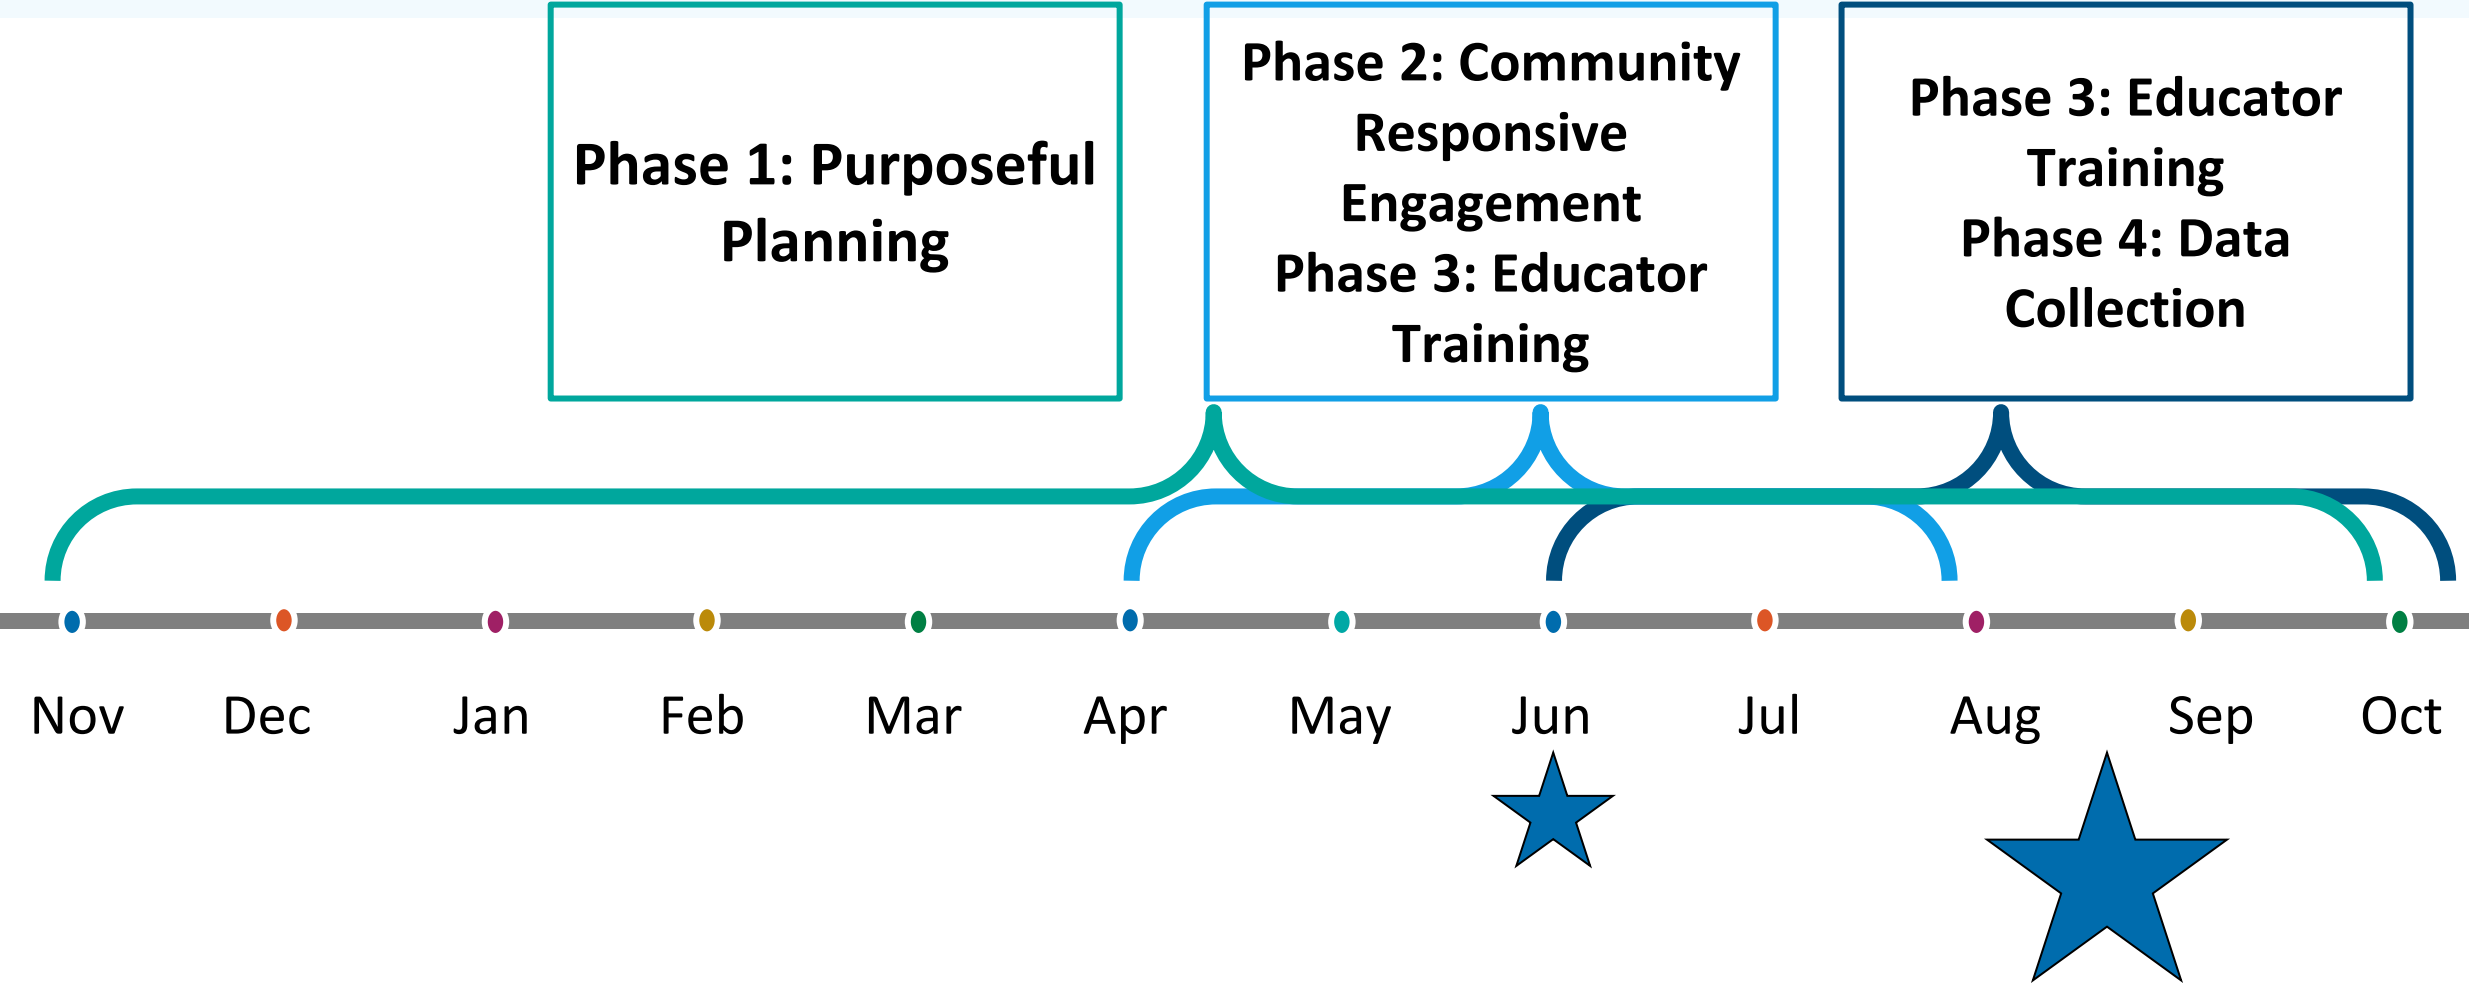 Phase 1: Purposeful
Planning
Phase 2: Community
Responsive
Engagement
Phase 3: Educator
Training
Phase 3: Educator
Training
Phase 4: Data
Collection
Nov Dec Jan Feb Mar Apr May Jun Jul Aug Sep Oct